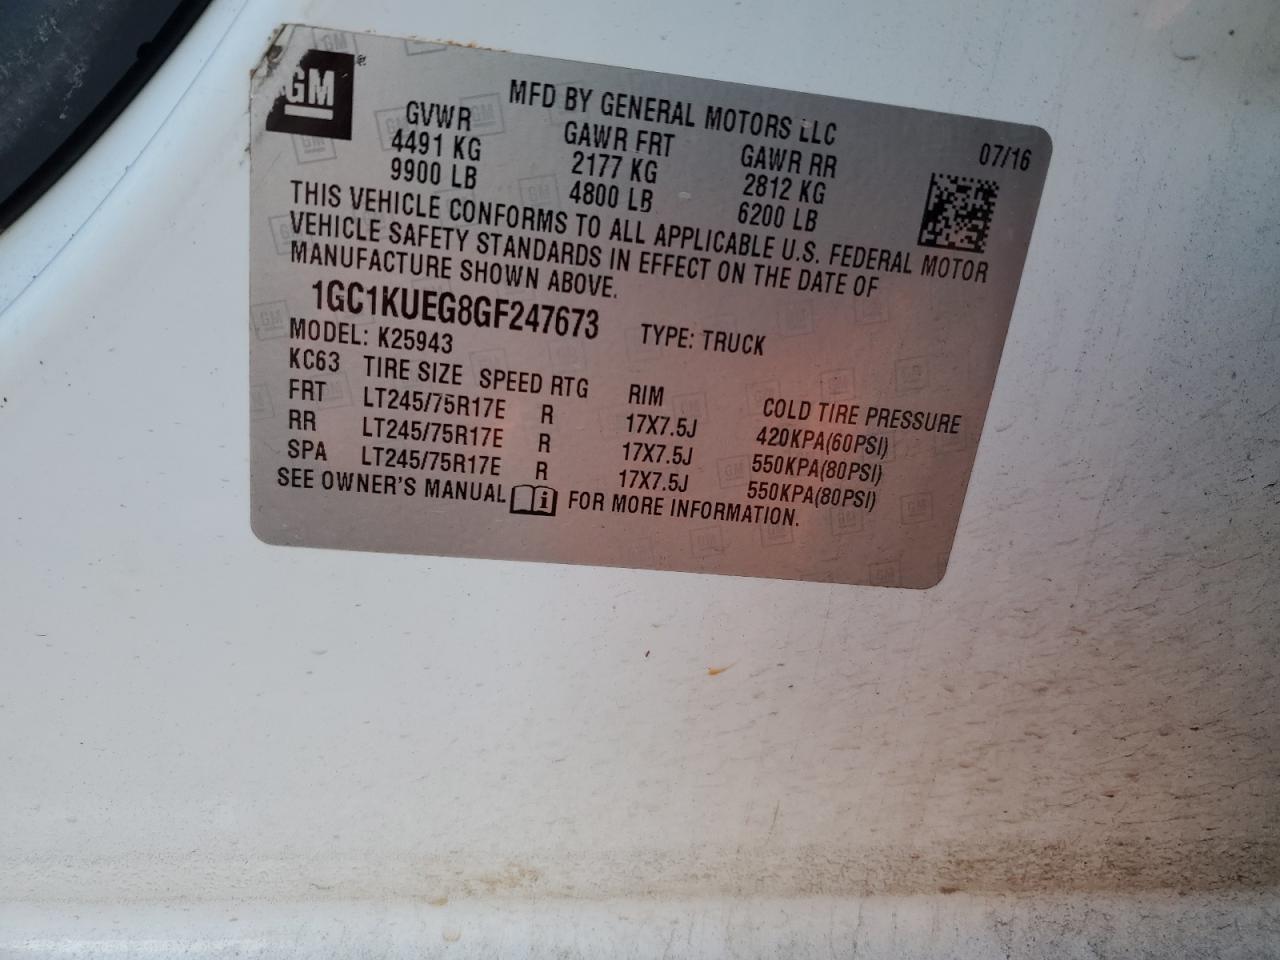 GM
MFD BY GENERAL MOTORS LLC
07/16
GVWR GAWR FRT GAWR RR
4491 KG 2177 KG 2812 KG
9900 LB 4800 LB 6200 LB
THIS VEHICLE CONFORMS TO ALL APPLICABLE U.S. FEDERAL MOTOR
VEHICLE SAFETY STANDARDS IN EFFECT ON THE DATE OF
MANUFACTURE SHOWN ABOVE.
1GC1KUEG8GF247673 TYPE: TRUCK
MODEL: K25943
KC63 TIRE SIZE SPEED RTG RIM COLD TIRE PRESSURE
FRT LT245/75R17E R 17X7.5J 420KPA(60PSI)
RR LT245/75R17E R 17X7.5J 550KPA(80PSI)
SPA LT245/75R17E R 17X7.5J 550KPA(80PSI)
SEE OWNER'S MANUAL FOR MORE INFORMATION.